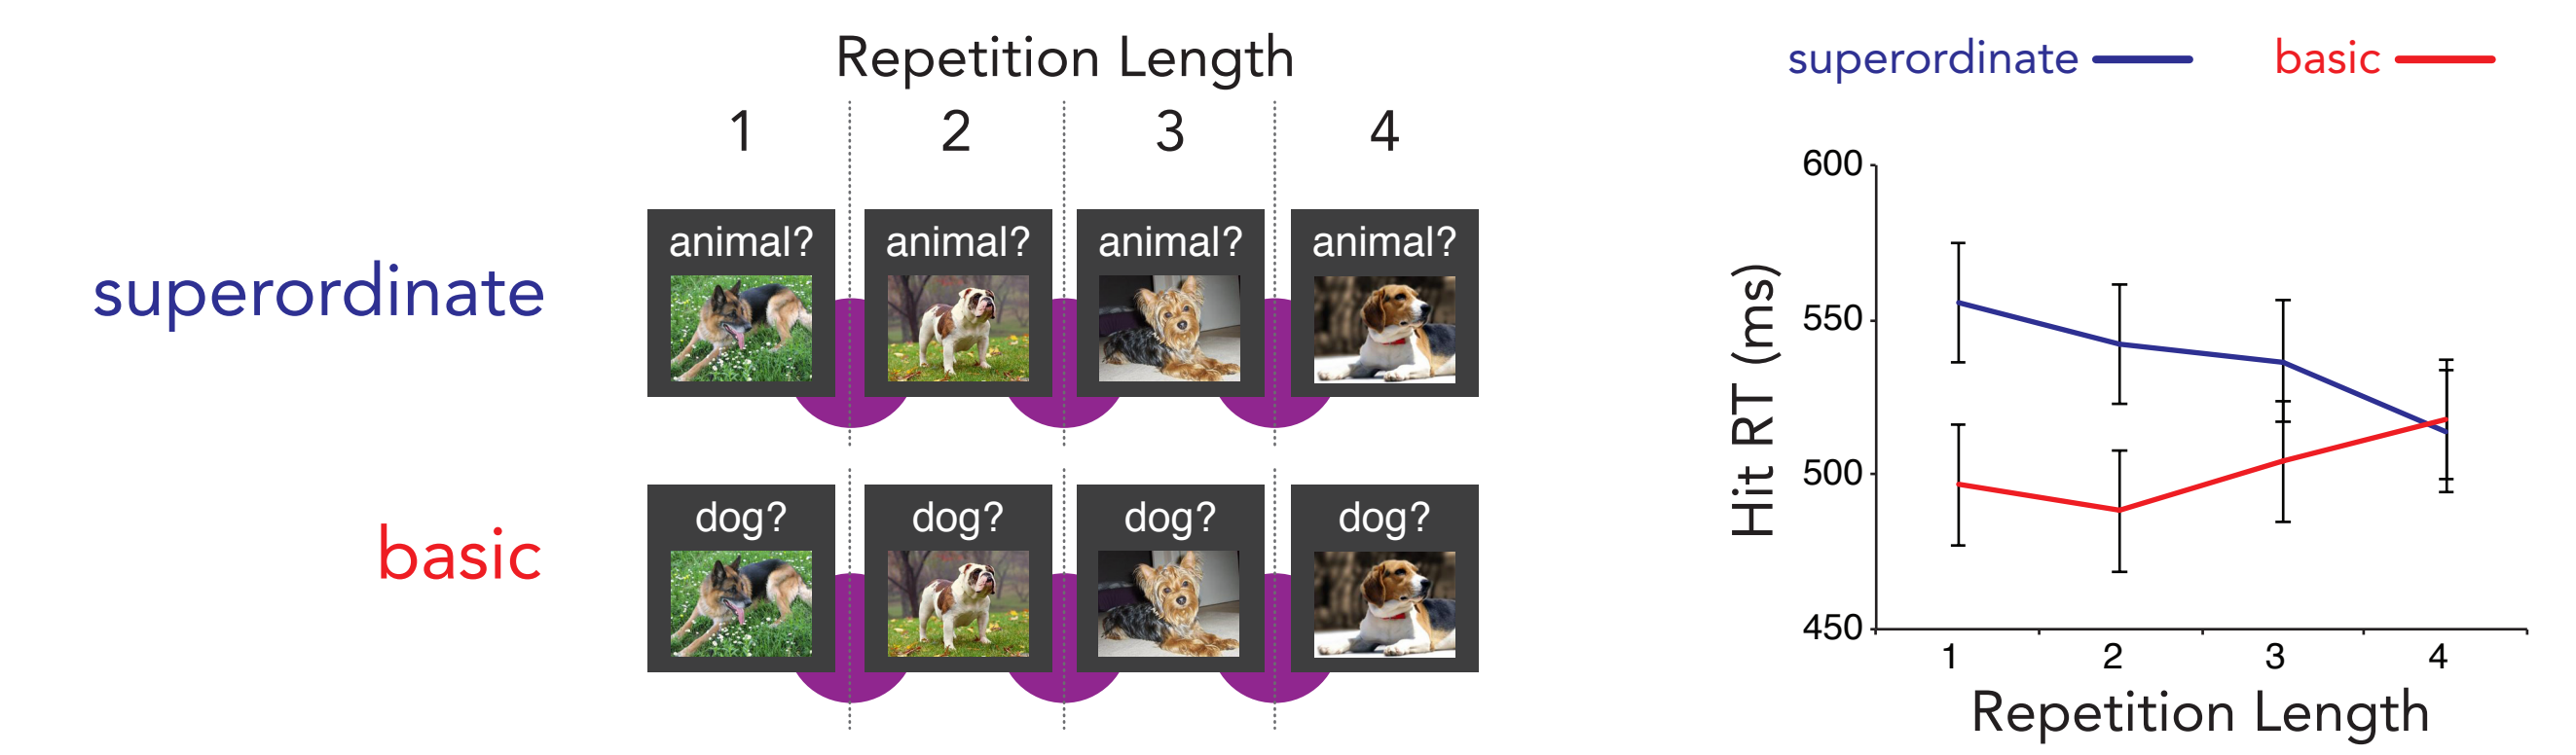 Repetition Length
1 2 3 4
superordinate
animal? animal? animal? animal?
basic
dog? dog? dog? dog?
superordinate basic
Hit RT (ms)
600
550
500
450
1 2 3 4
Repetition Length